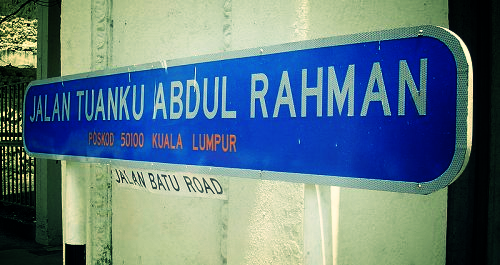 JALAN TUANKU ABDUL RAHMAN
POSKOD 50100 KUALA LUMPUR
JALAN BATU ROAD